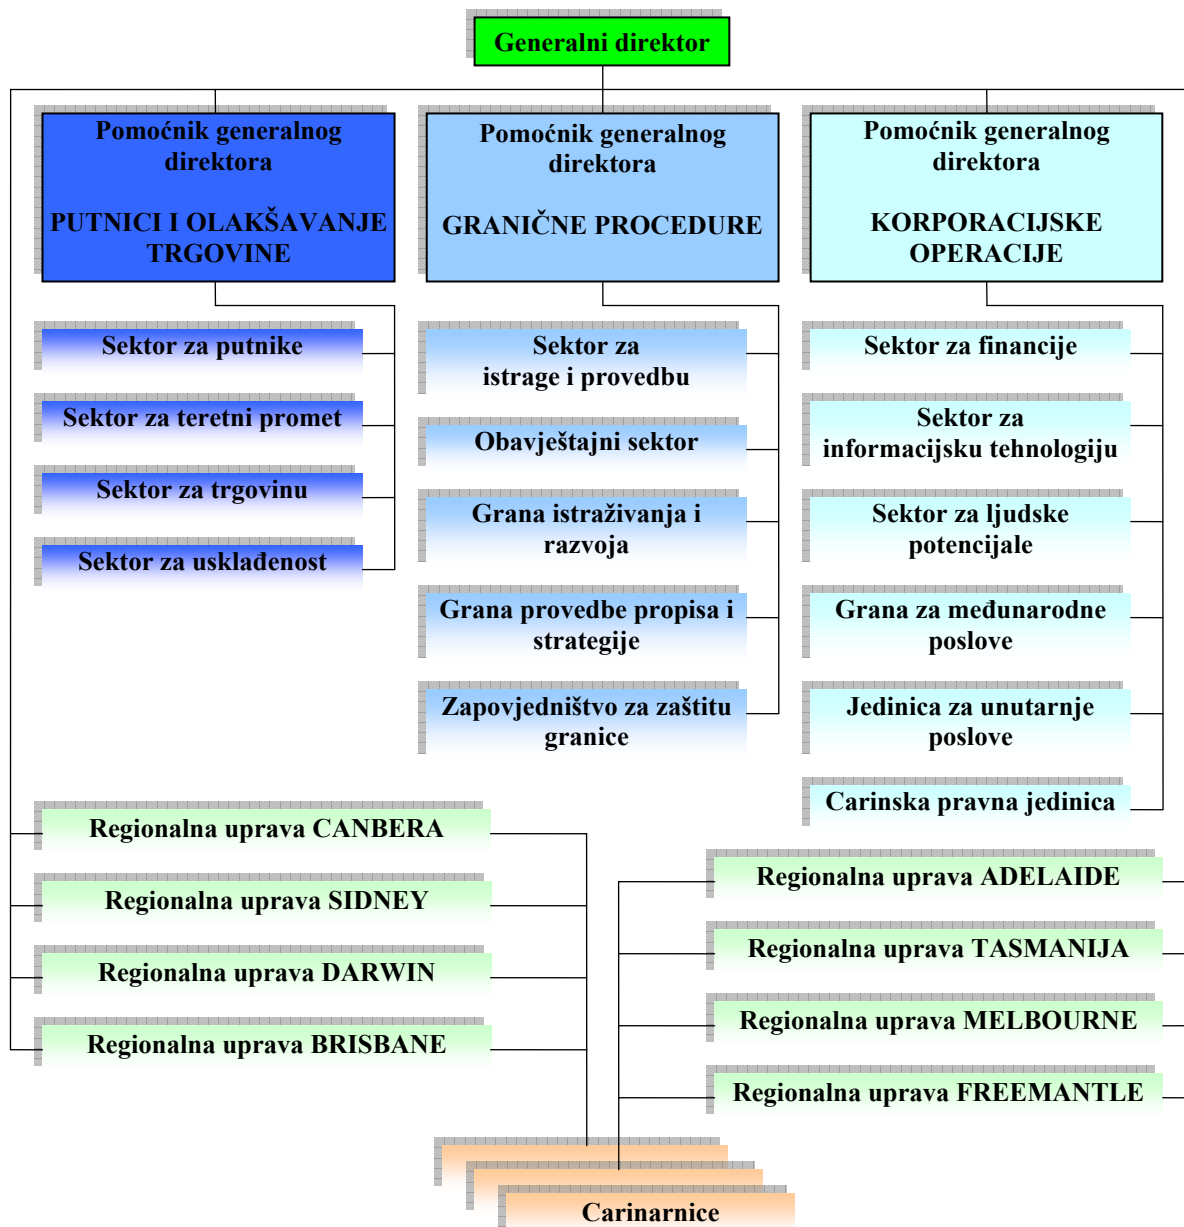 Generalni direktor
Pomoćnik generalnog
direktora
PUTNICI I OLAKŠAVANJE
TRGOVINE
Pomoćnik generalnog
direktora
GRANIČNE PROCEDURE
Pomoćnik generalnog
direktora
KORPORACIJSKE
OPERACIJE
Sektor za putnike
Sektor za teretni promet
Sektor za trgovinu
Sektor za usklađenost
Sektor za
istrage i provedbu
Obavještajni sektor
Grana istraživanja i
razvoja
Grana provedbe propisa i
strategije
Zapovjedništvo za zaštitu
granice
Sektor za financije
Sektor za
informacijsku tehnologiju
Sektor za ljudske
potencijale
Grana za međunarodne
poslove
Jedinica za unutarnje
poslove
Carinska pravna jedinica
Regionalna uprava CANBERA
Regionalna uprava SIDNEY
Regionalna uprava DARWIN
Regionalna uprava BRISBANE
Regionalna uprava ADELAIDE
Regionalna uprava TASMANIJA
Regionalna uprava MELBOURNE
Regionalna uprava FREEMANTLE
Carinarnice